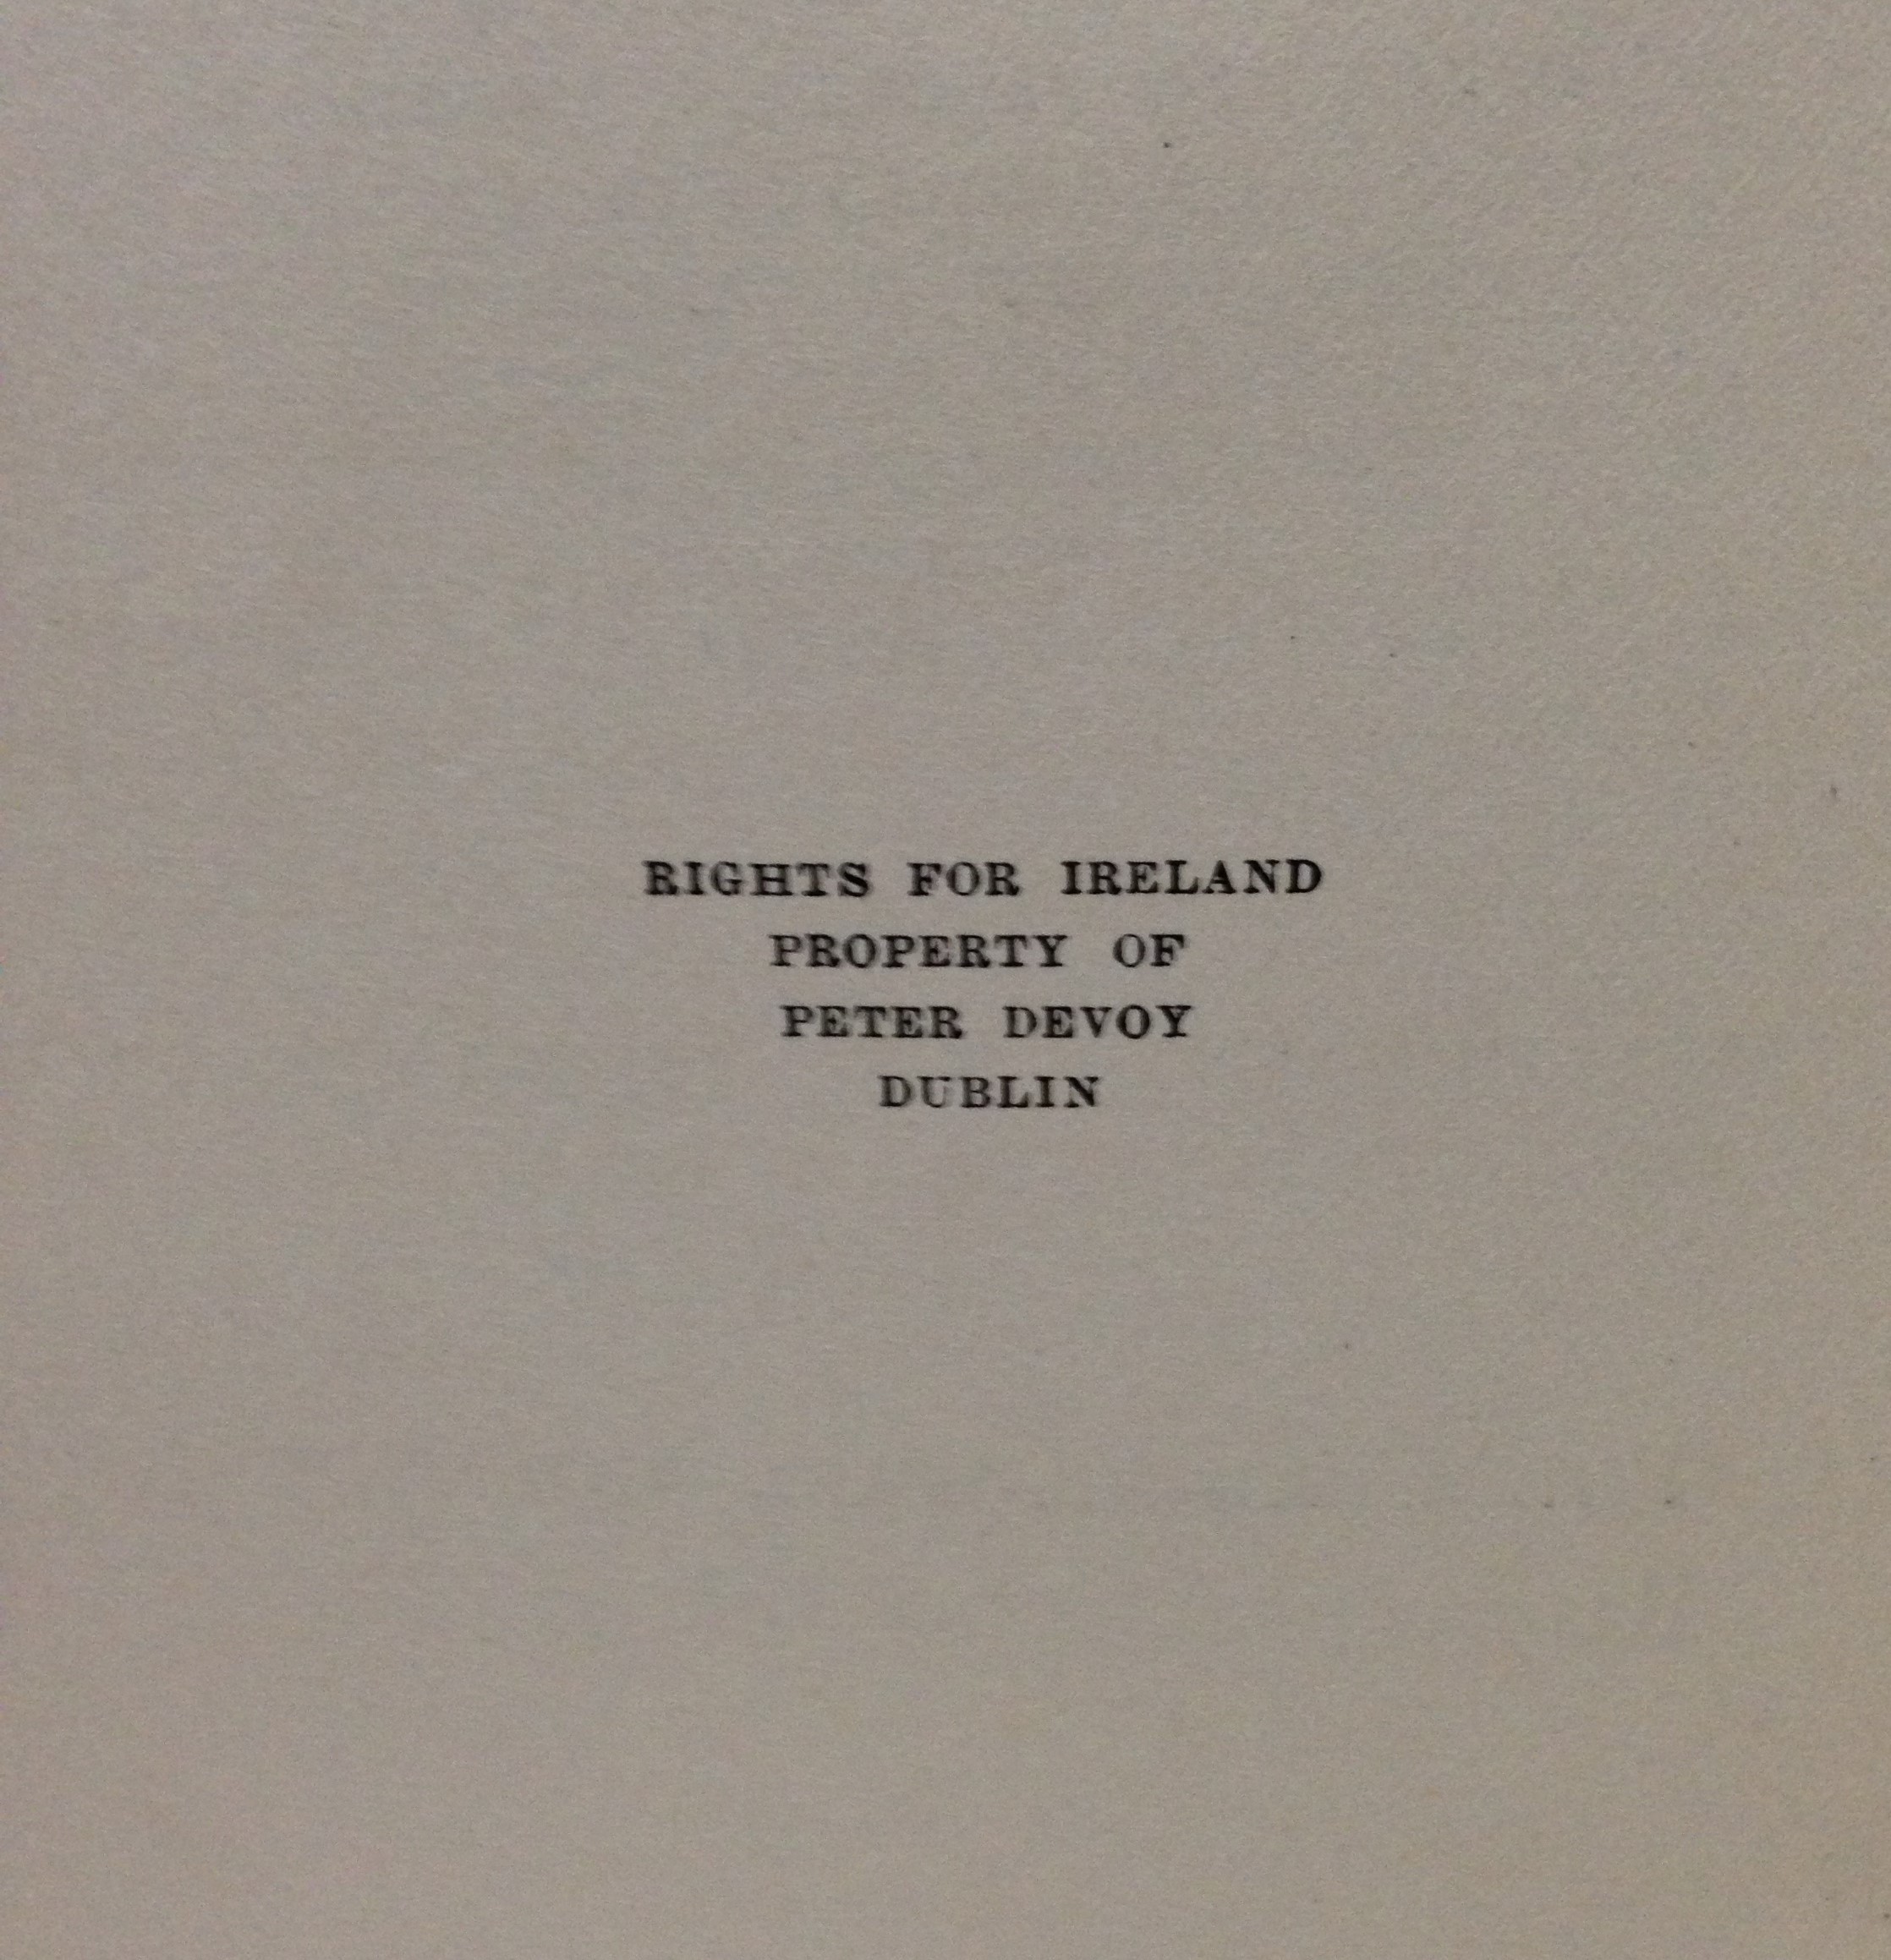 RIGHTS FOR IRELAND
PROPERTY OF
PETER DEVOY
DUBLIN